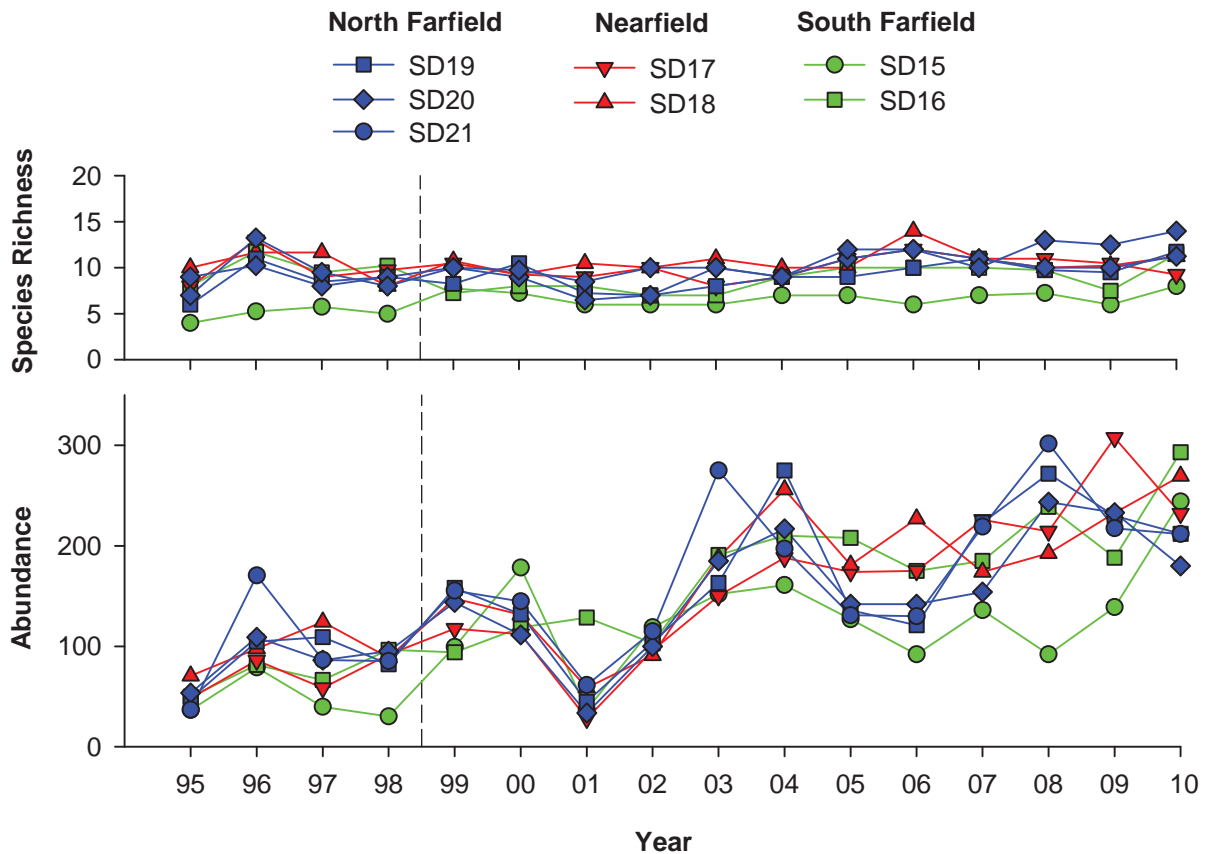 North Farfield Nearfield South Farfield
SD19 SD17 SD15
SD20 SD18 SD16
SD21
Species Richness
20
15
10
5
0
Abundance
300
200
100
0
95 96 97 98 99 00 01 02 03 04 05 06 07 08 09 10
Year